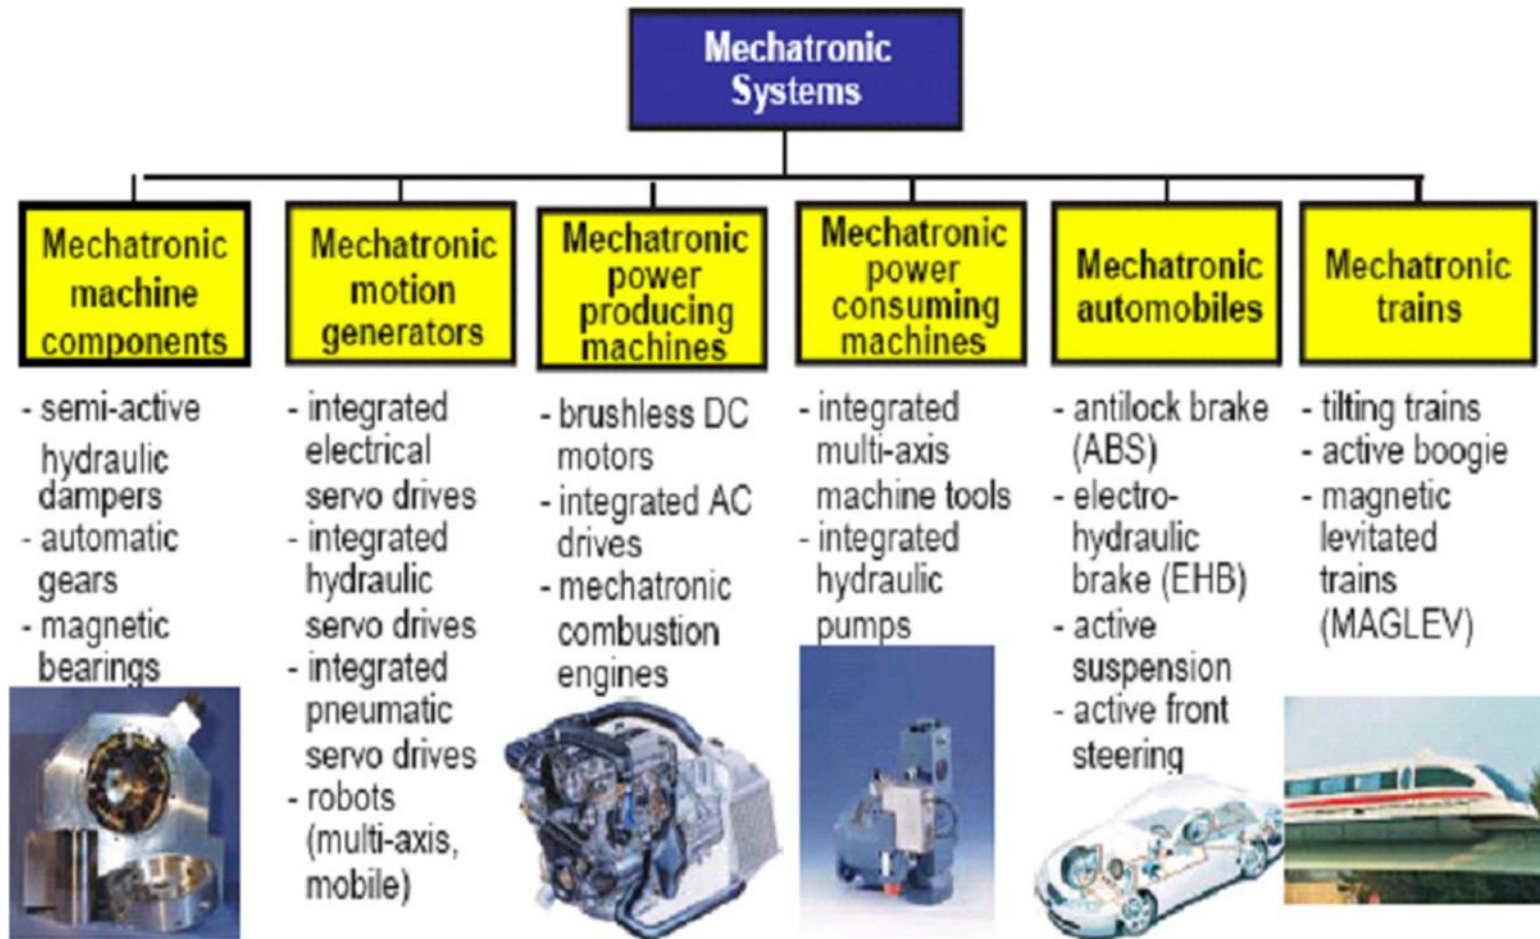 Mechatronic
Systems
Mechatronic
machine
components
- semi-active
hydraulic
dampers
- automatic
gears
- magnetic
bearings
Mechatronic
motion
generators
- integrated
electrical
servo drives
- integrated
hydraulic
servo drives
- integrated
pneumatic
servo drives
- robots
(multi-axis,
mobile)
Mechatronic
power
producing
machines
- brushless DC
motors
- integrated AC
drives
- mechatronic
combustion
engines
Mechatronic
power
consuming
machines
- integrated
multi-axis
machine tools
- integrated
hydraulic
pumps
Mechatronic
automobiles
- antilock brake
(ABS)
- electro-
hydraulic
brake (EHB)
- active
suspension
- active front
steering
Mechatronic
trains
- tilting trains
- active boogie
- magnetic
levitated
trains
(MAGLEV)